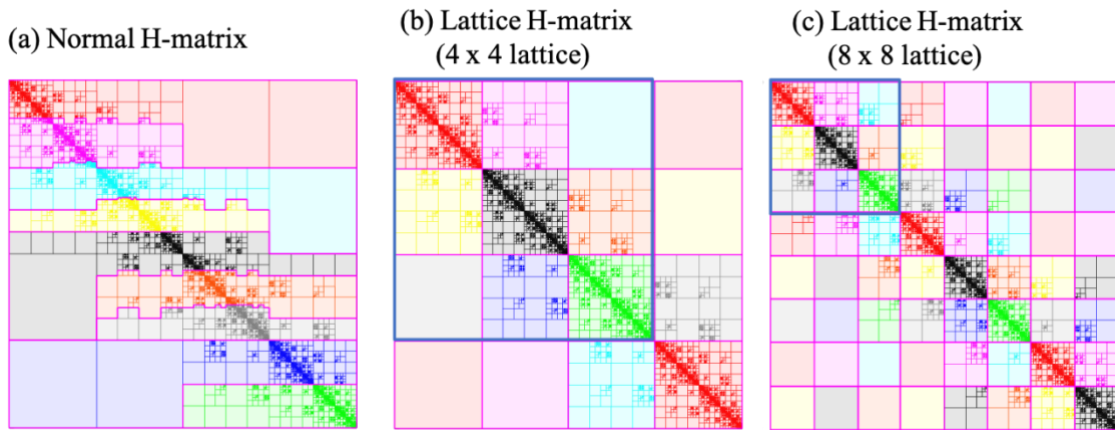 (a) Normal H-matrix
(b) Lattice H-matrix
(4 x 4 lattice)
(c) Lattice H-matrix
(8 x 8 lattice)